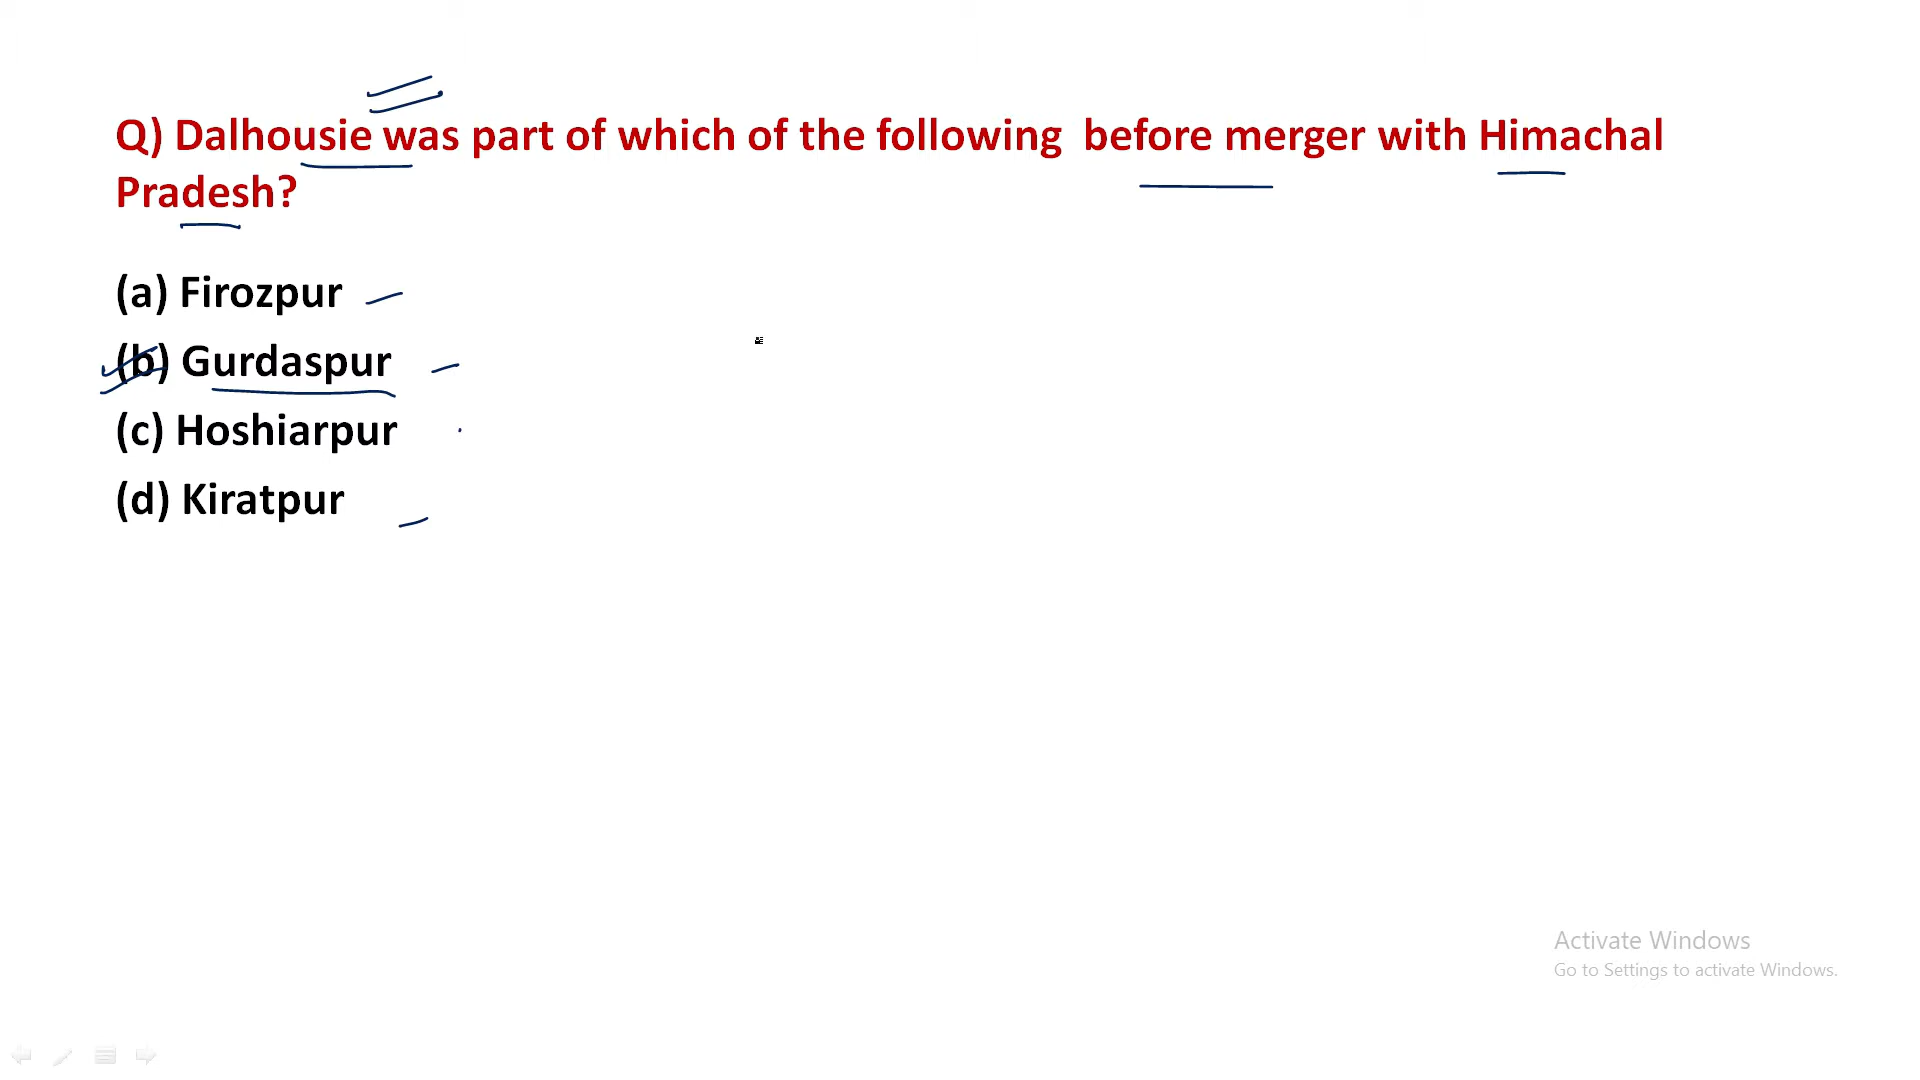 Q) Dalhousie was part of which of the following  before merger with Himachal
Pradesh?
(a) Firozpur
(b) Gurdaspur
(c) Hoshiarpur
(d) Kiratpur
Activate Windows
Go to Settings to activate Windows.